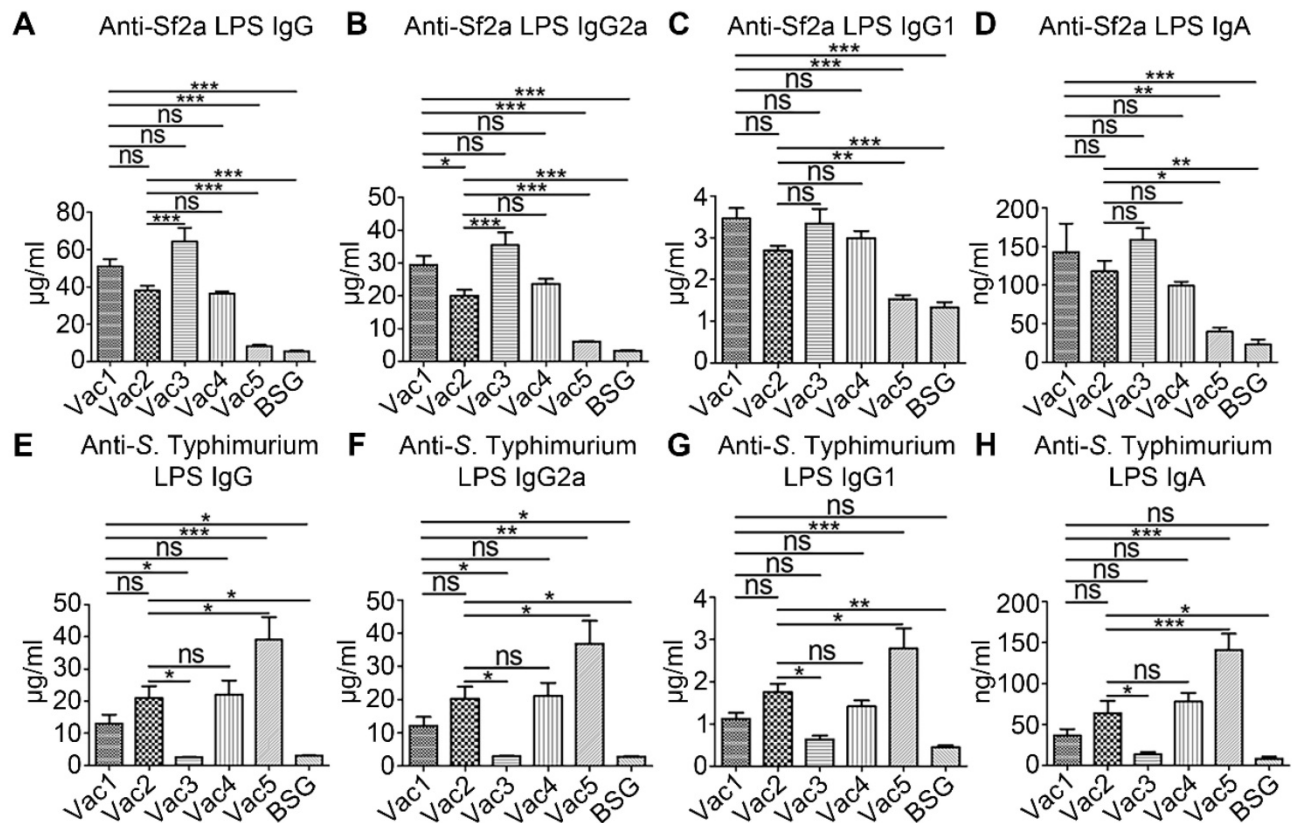 A Anti-Sf2a LPS IgG
***
***
ns
ns
ns
***
***
ns
***
80
60
40
20
0
µg/ml
Vac1 Vac2 Vac3 Vac4 Vac5 BSG
B Anti-Sf2a LPS IgG2a
***
***
ns
ns
*
***
***
ns
***
50
40
30
20
10
0
µg/ml
Vac1 Vac2 Vac3 Vac4 Vac5 BSG
C Anti-Sf2a LPS IgG1
***
***
ns
ns
ns
***
**
ns
ns
4
3
2
1
0
µg/ml
Vac1 Vac2 Vac3 Vac4 Vac5 BSG
D Anti-Sf2a LPS IgA
***
**
ns
ns
ns
**
*
ns
ns
200
150
100
50
0
ng/ml
Vac1 Vac2 Vac3 Vac4 Vac5 BSG
E Anti-S. Typhimurium
LPS IgG
*
***
ns
*
ns
*
*
ns
*
50
40
30
20
10
0
µg/ml
Vac1 Vac2 Vac3 Vac4 Vac5 BSG
F Anti-S. Typhimurium
LPS IgG2a
*
**
ns
*
ns
*
*
ns
*
50
40
30
20
10
0
µg/ml
Vac1 Vac2 Vac3 Vac4 Vac5 BSG
G Anti-S. Typhimurium
LPS IgG1
ns
***
ns
ns
ns
**
*
ns
*
4
3
2
1
0
µg/ml
Vac1 Vac2 Vac3 Vac4 Vac5 BSG
H Anti-S. Typhimurium
LPS IgA
ns
***
ns
ns
ns
*
***
ns
*
200
150
100
50
0
ng/ml
Vac1 Vac2 Vac3 Vac4 Vac5 BSG